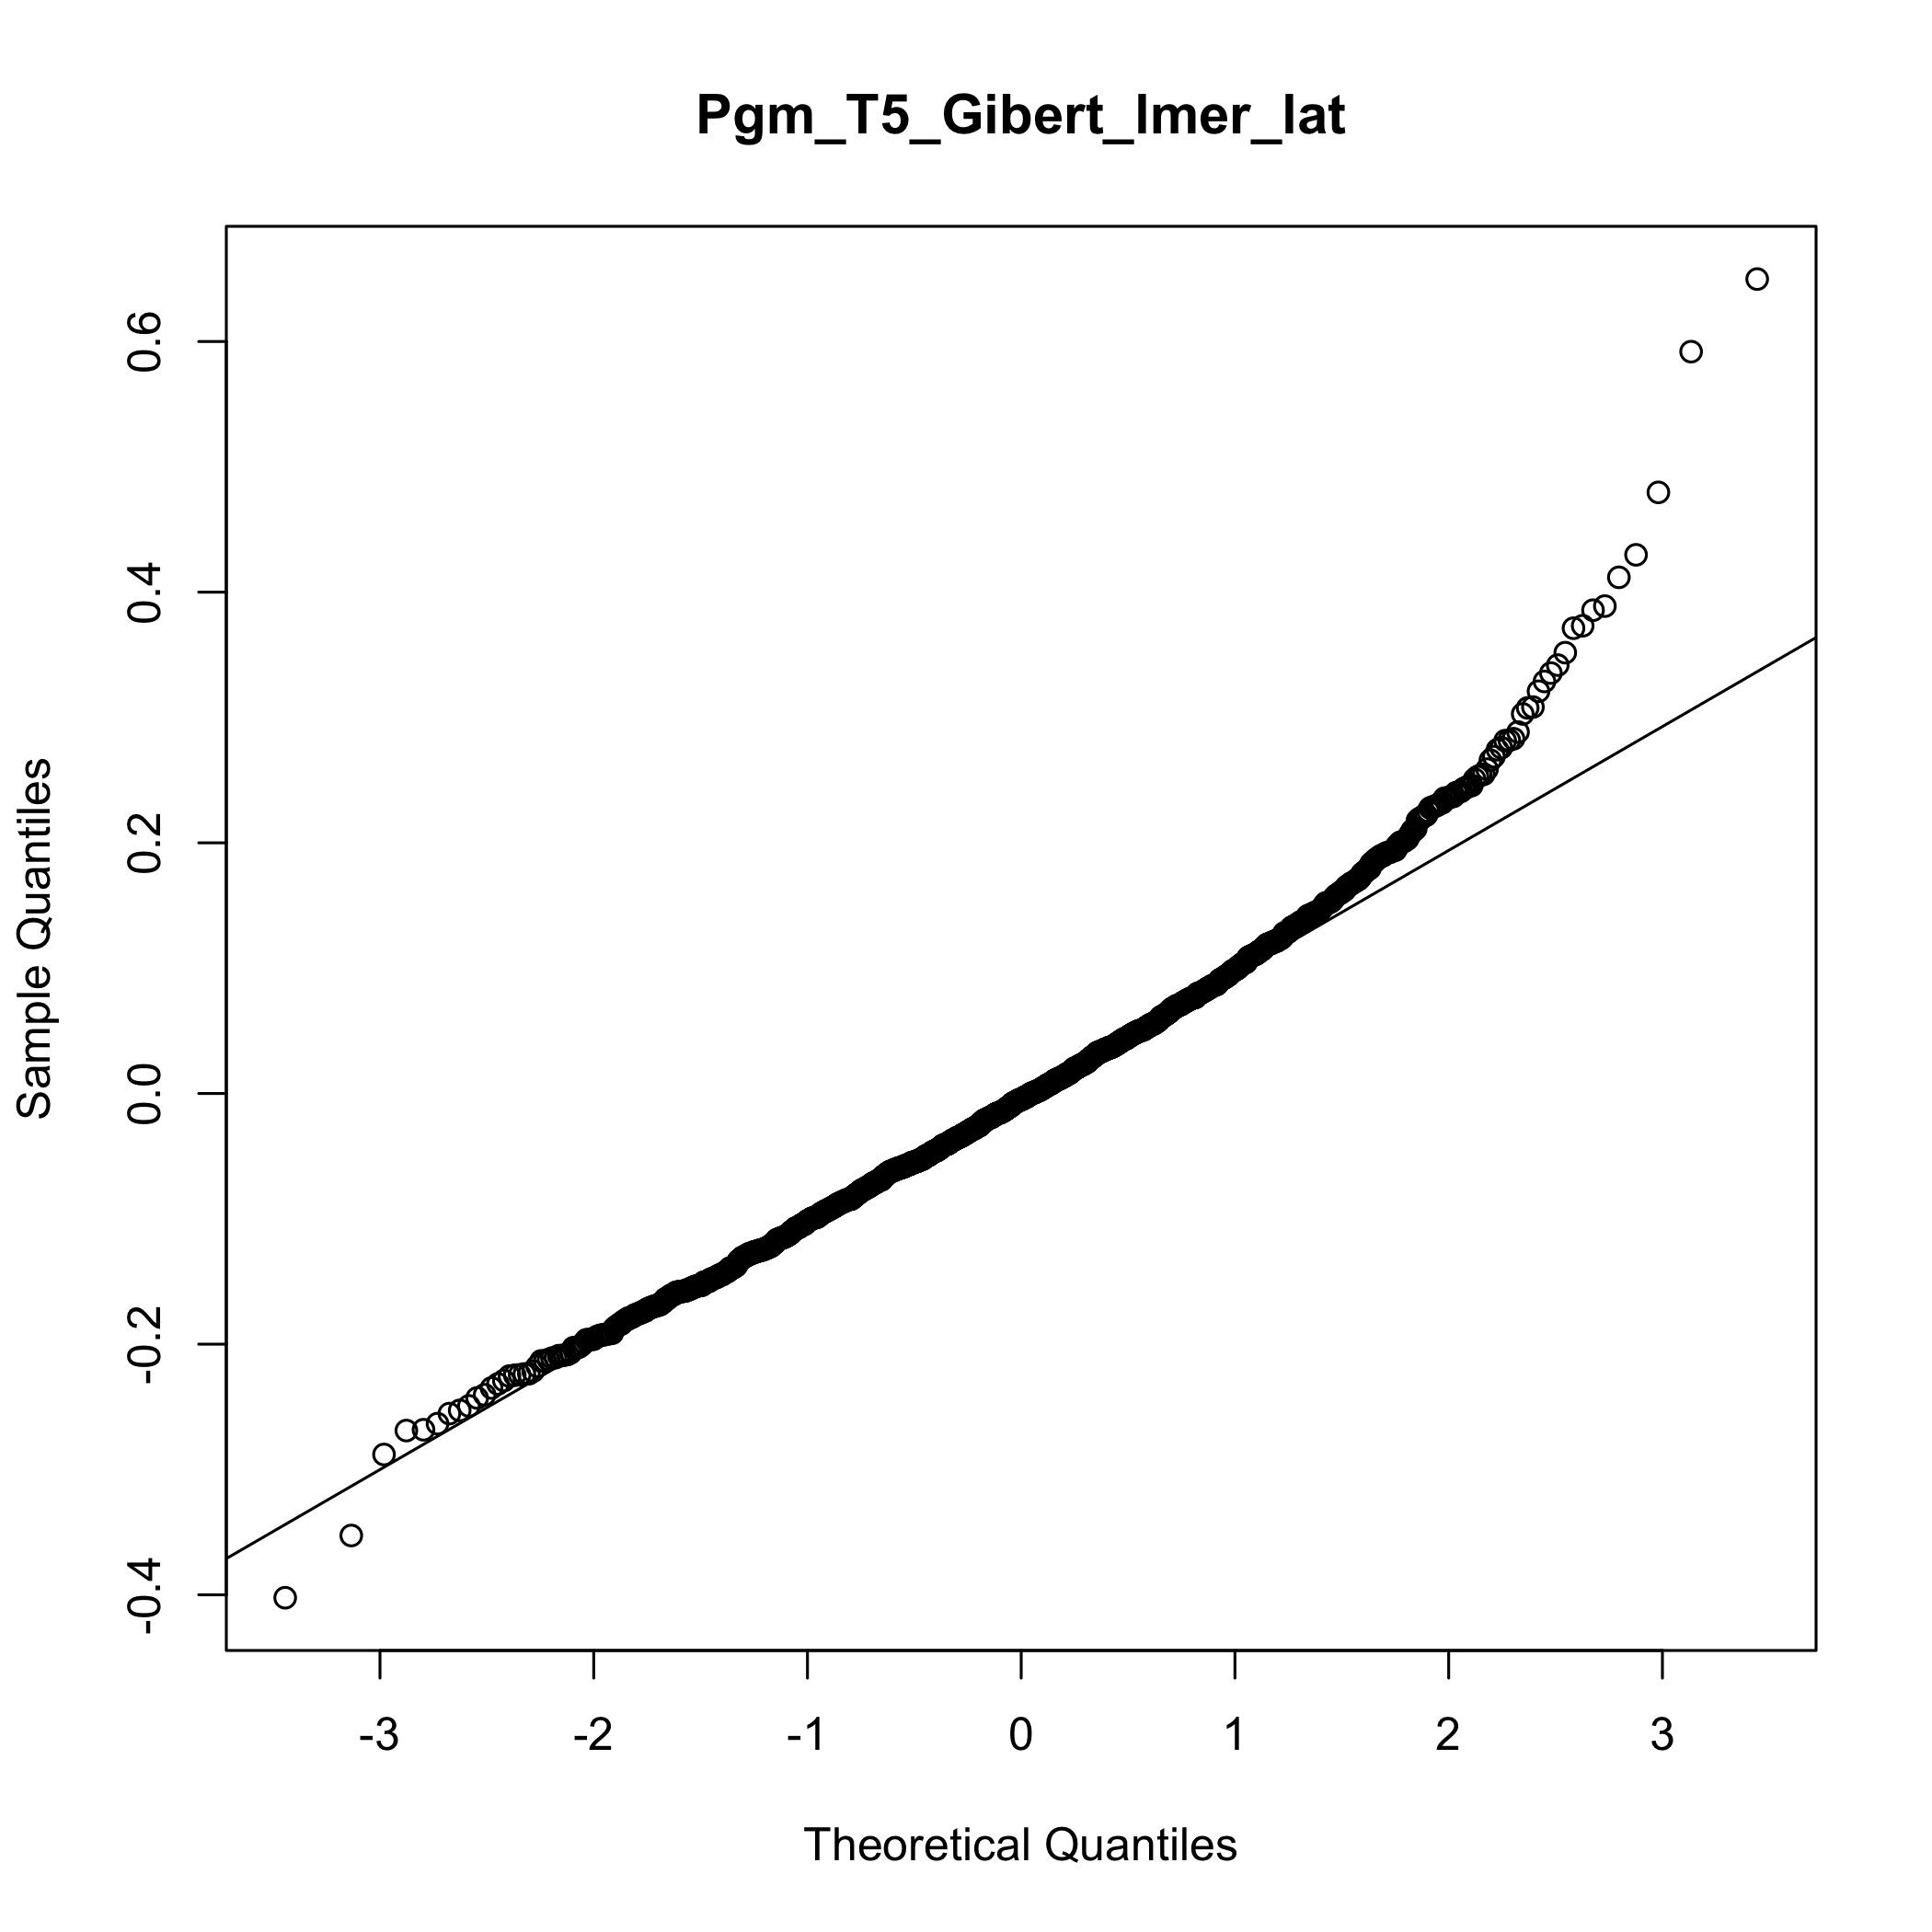 Pgm_T5_Gibert_lmer_lat
Sample Quantiles
0.6
0.4
0.2
0.0
-0.2
-0.4
-3 -2 -1 0 1 2 3
Theoretical Quantiles